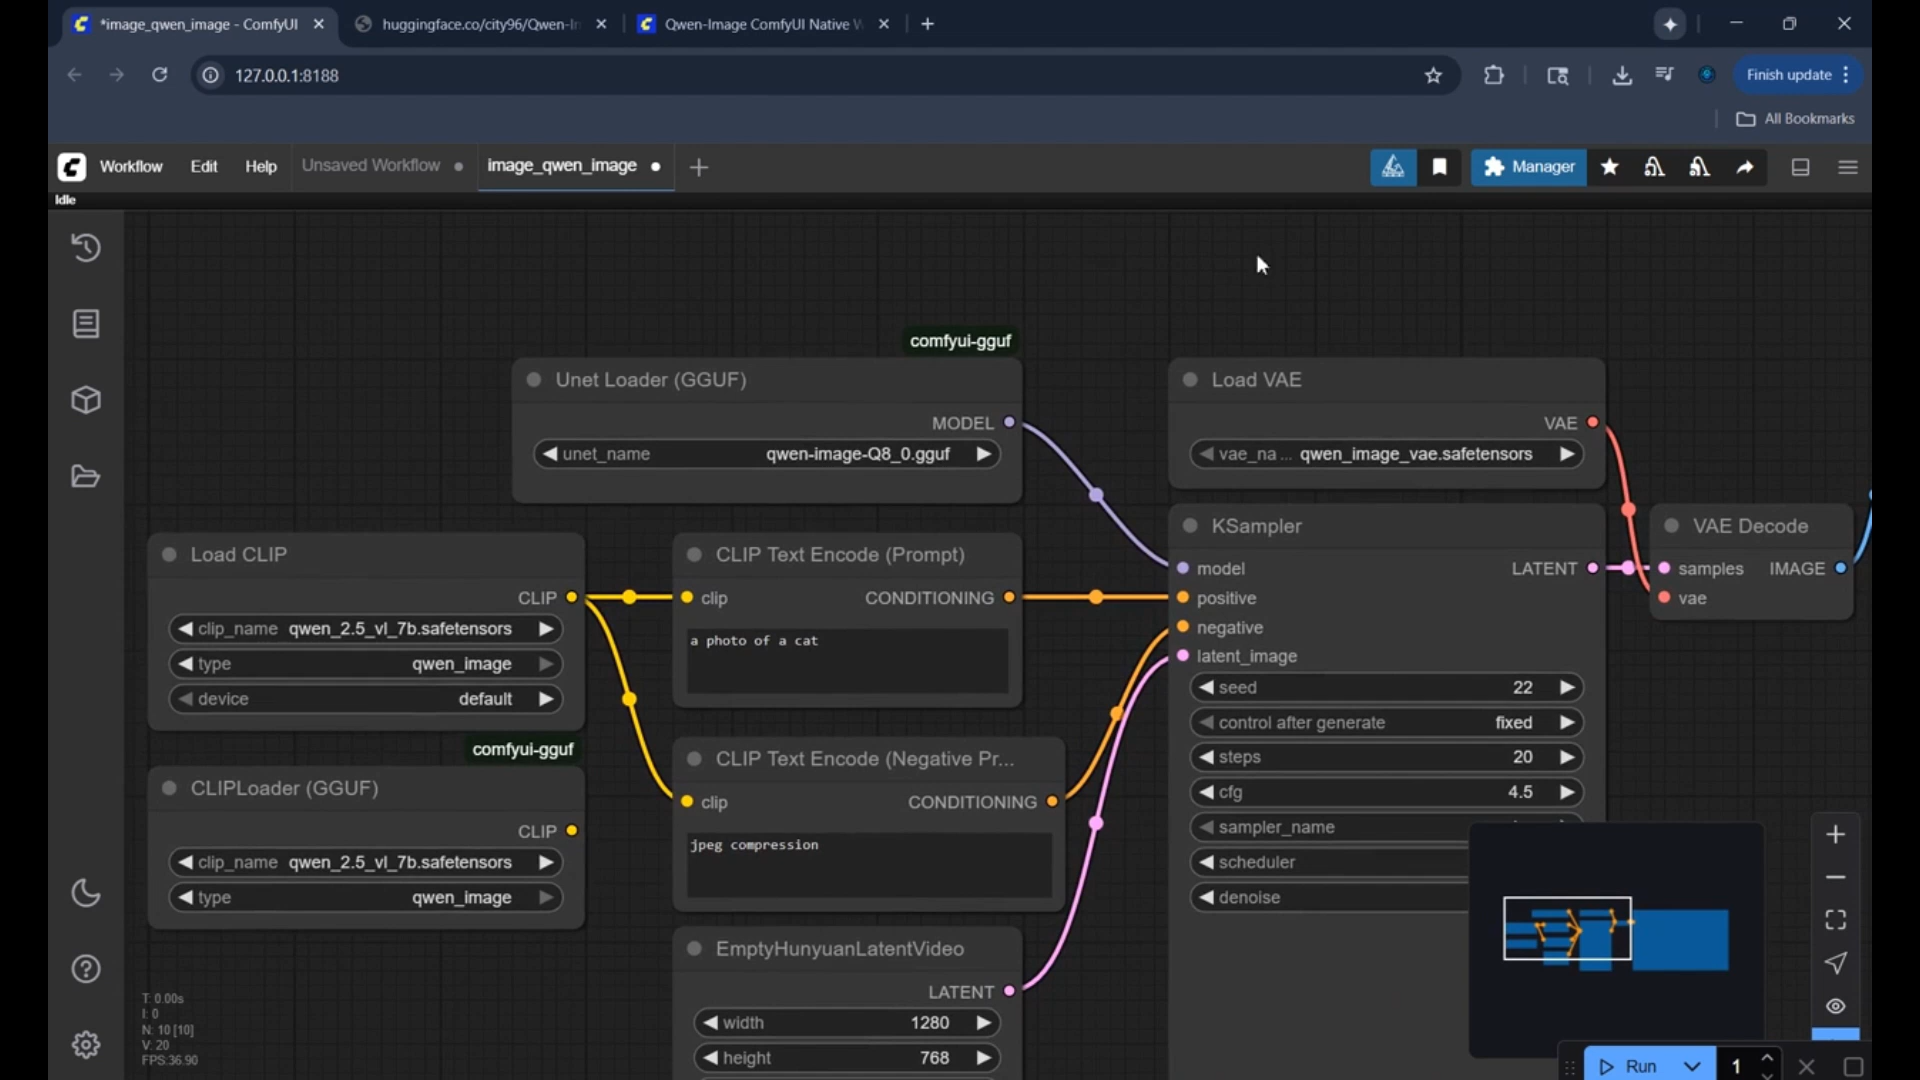 *image_qwen_image - ComfyUI
huggingface.co/city96/Qwen-Im
Qwen-Image ComfyUI Native W
127.0.0.1:8188
Finish update
All Bookmarks
Workflow
Edit
Help
Unsaved Workflow
image_qwen_image
Manager
Idle
comfyui-gguf
Unet Loader (GGUF)
MODEL
unet_name qwen-image-Q8_0.gguf
Load VAE
VAE
vae_na... qwen_image_vae.safetensors
Load CLIP
CLIP
clip_name qwen_2.5_vl_7b.safetensors
type qwen_image
device default
CLIP Text Encode (Prompt)
clip CONDITIONING
a photo of a cat
KSampler
model LATENT
positive
negative
latent_image
seed 22
control after generate fixed
steps 20
cfg 4.5
sampler_name
scheduler
denoise
VAE Decode
samples IMAGE
vae
comfyui-gguf
CLIPLoader (GGUF)
CLIP
clip_name qwen_2.5_vl_7b.safetensors
type qwen_image
CLIP Text Encode (Negative Pr...
clip CONDITIONING
jpeg compression
EmptyHunyuanLatentVideo
LATENT
width 1280
height 768
T: 0.00s
I: 0
N: 10 [10]
V: 20
FPS:36.90
Run 1